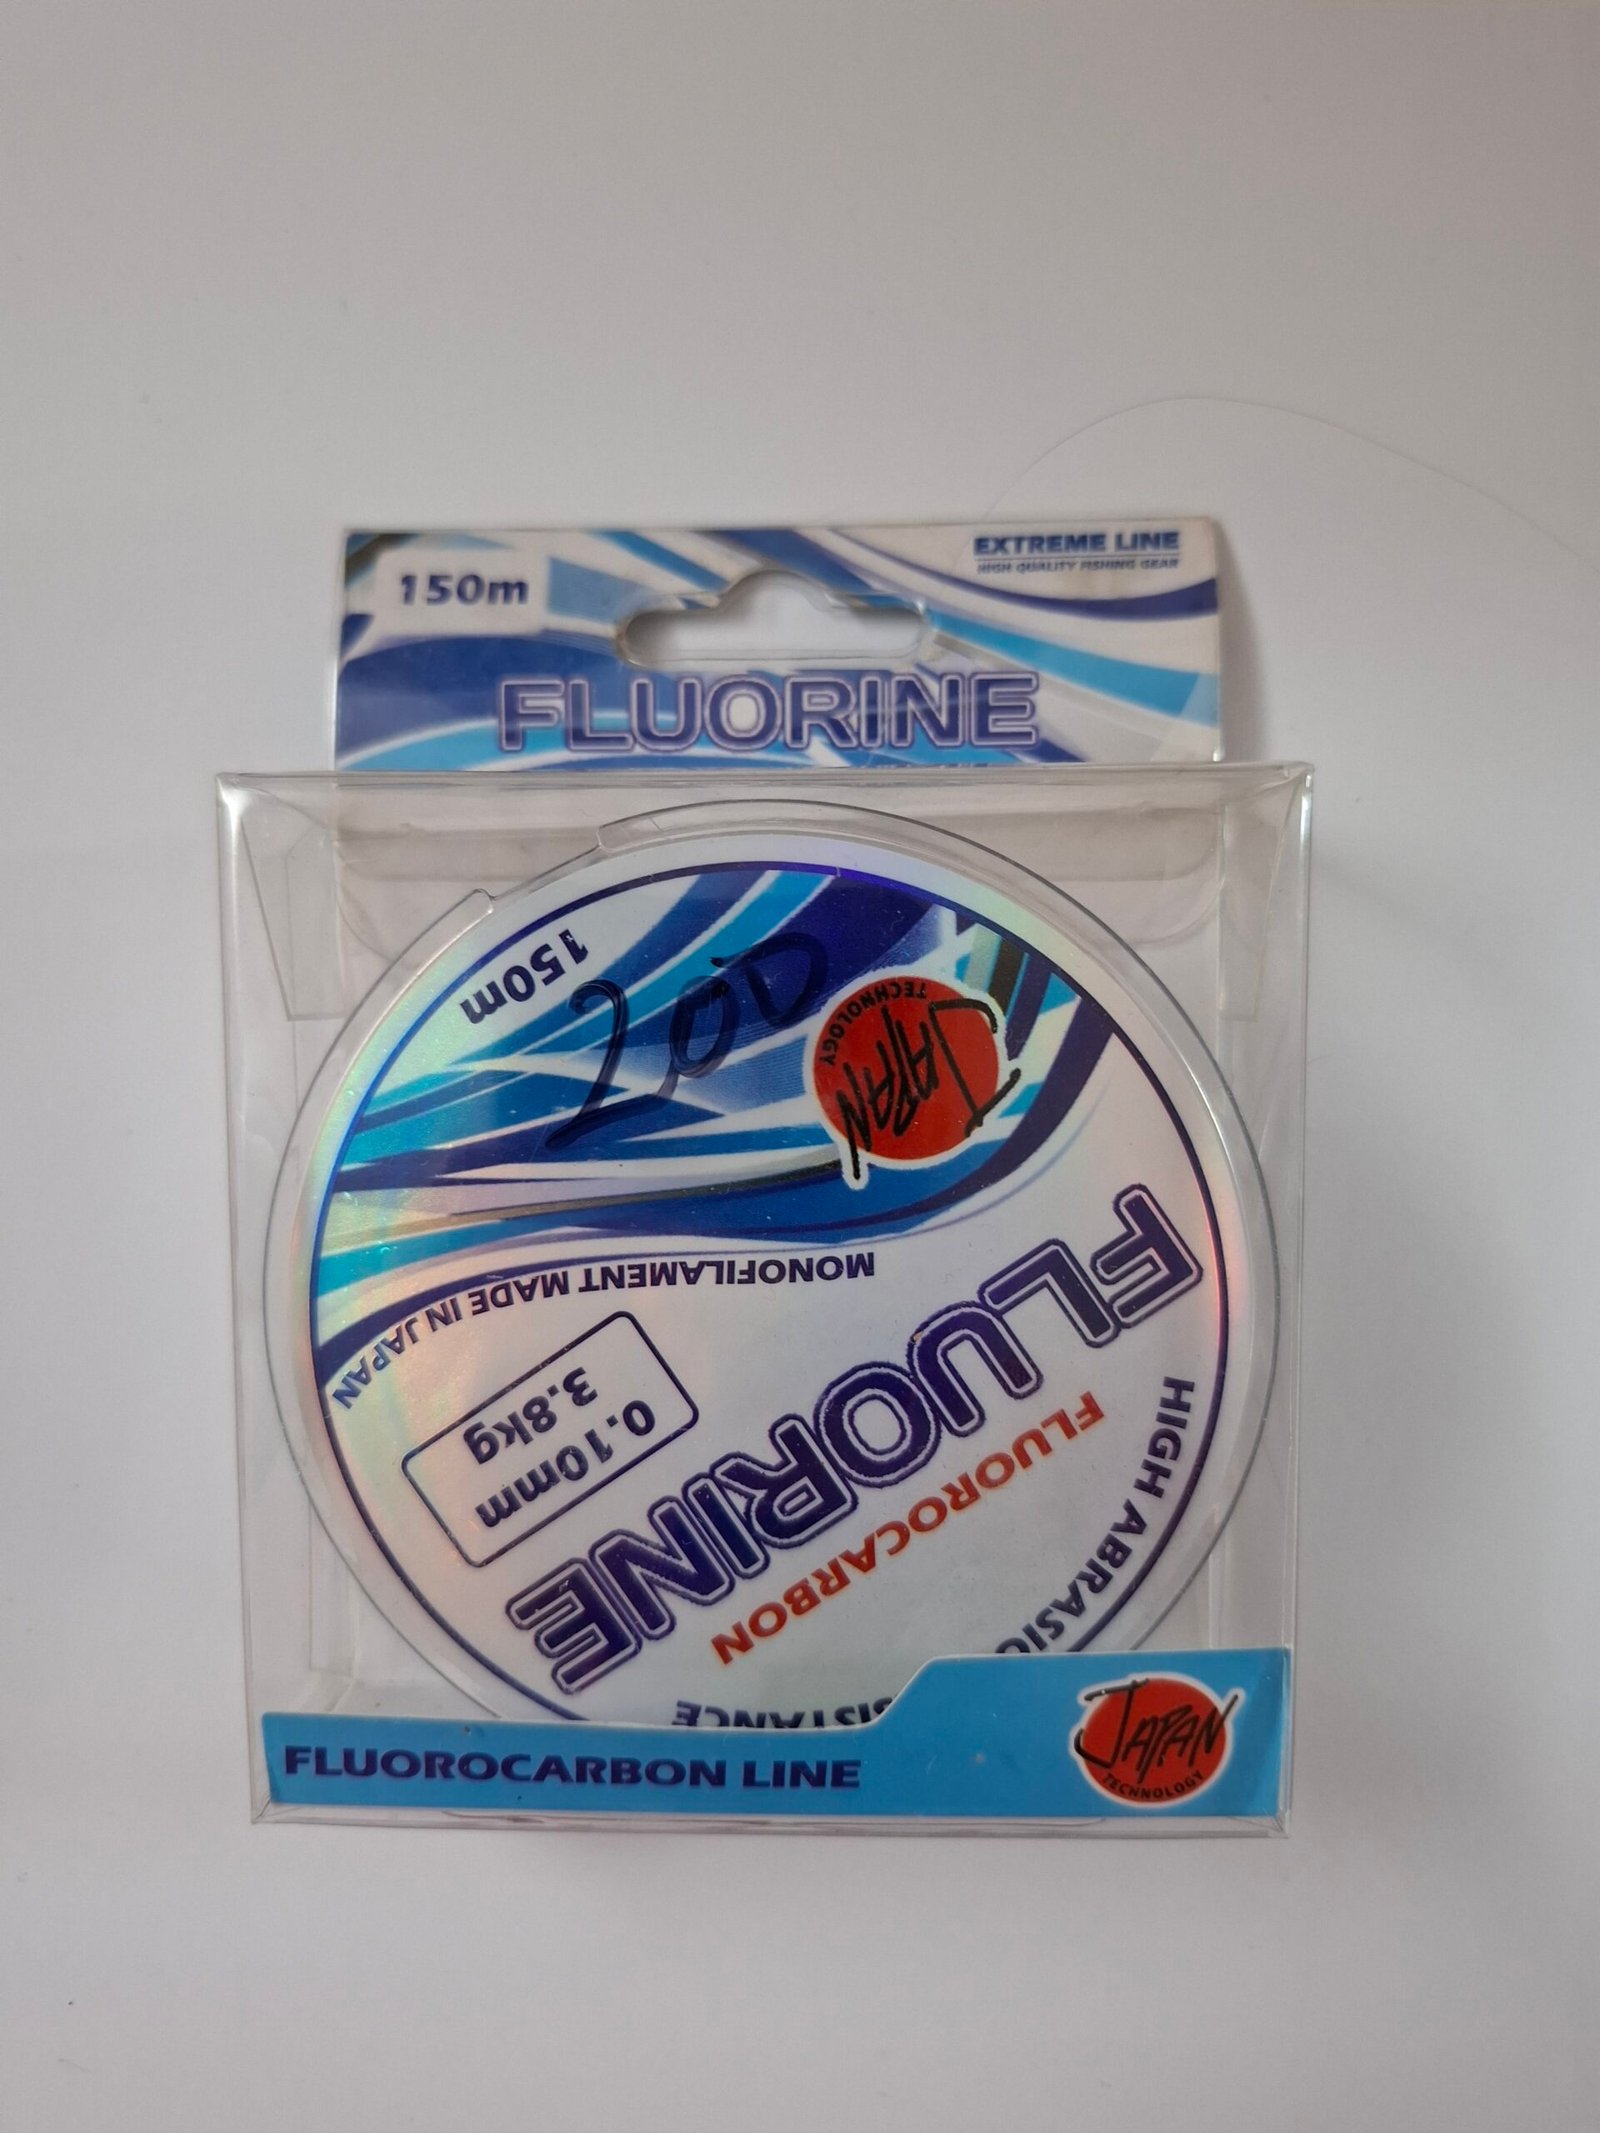 150m
EXTREME LINE
HIGH QUALITY FISHING GEAR
FLUORINE
150m
200
JAPAN
TECHNOLOGY
MONOFILAMENT MADE IN JAPAN
0.10mm
3.8kg
FLUORINE
FLUOROCARBON
HIGH ABRASIO
SISTANCE
FLUOROCARBON LINE
JAPAN
TECHNOLOGY